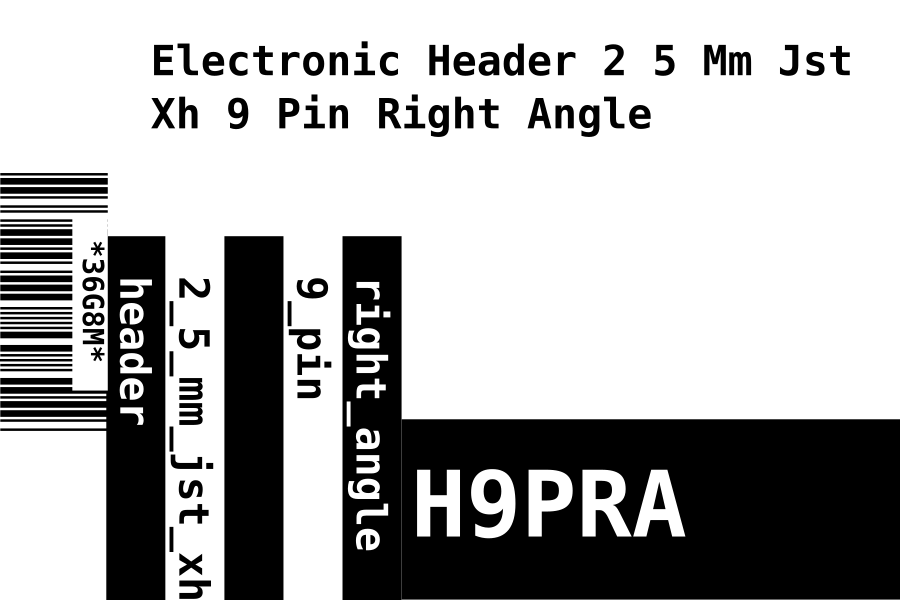 Electronic Header 2 5 Mm Jst
Xh 9 Pin Right Angle
*36G8M*
header
2_5_mm_jst_xh
9_pin
right_angle
H9PRA